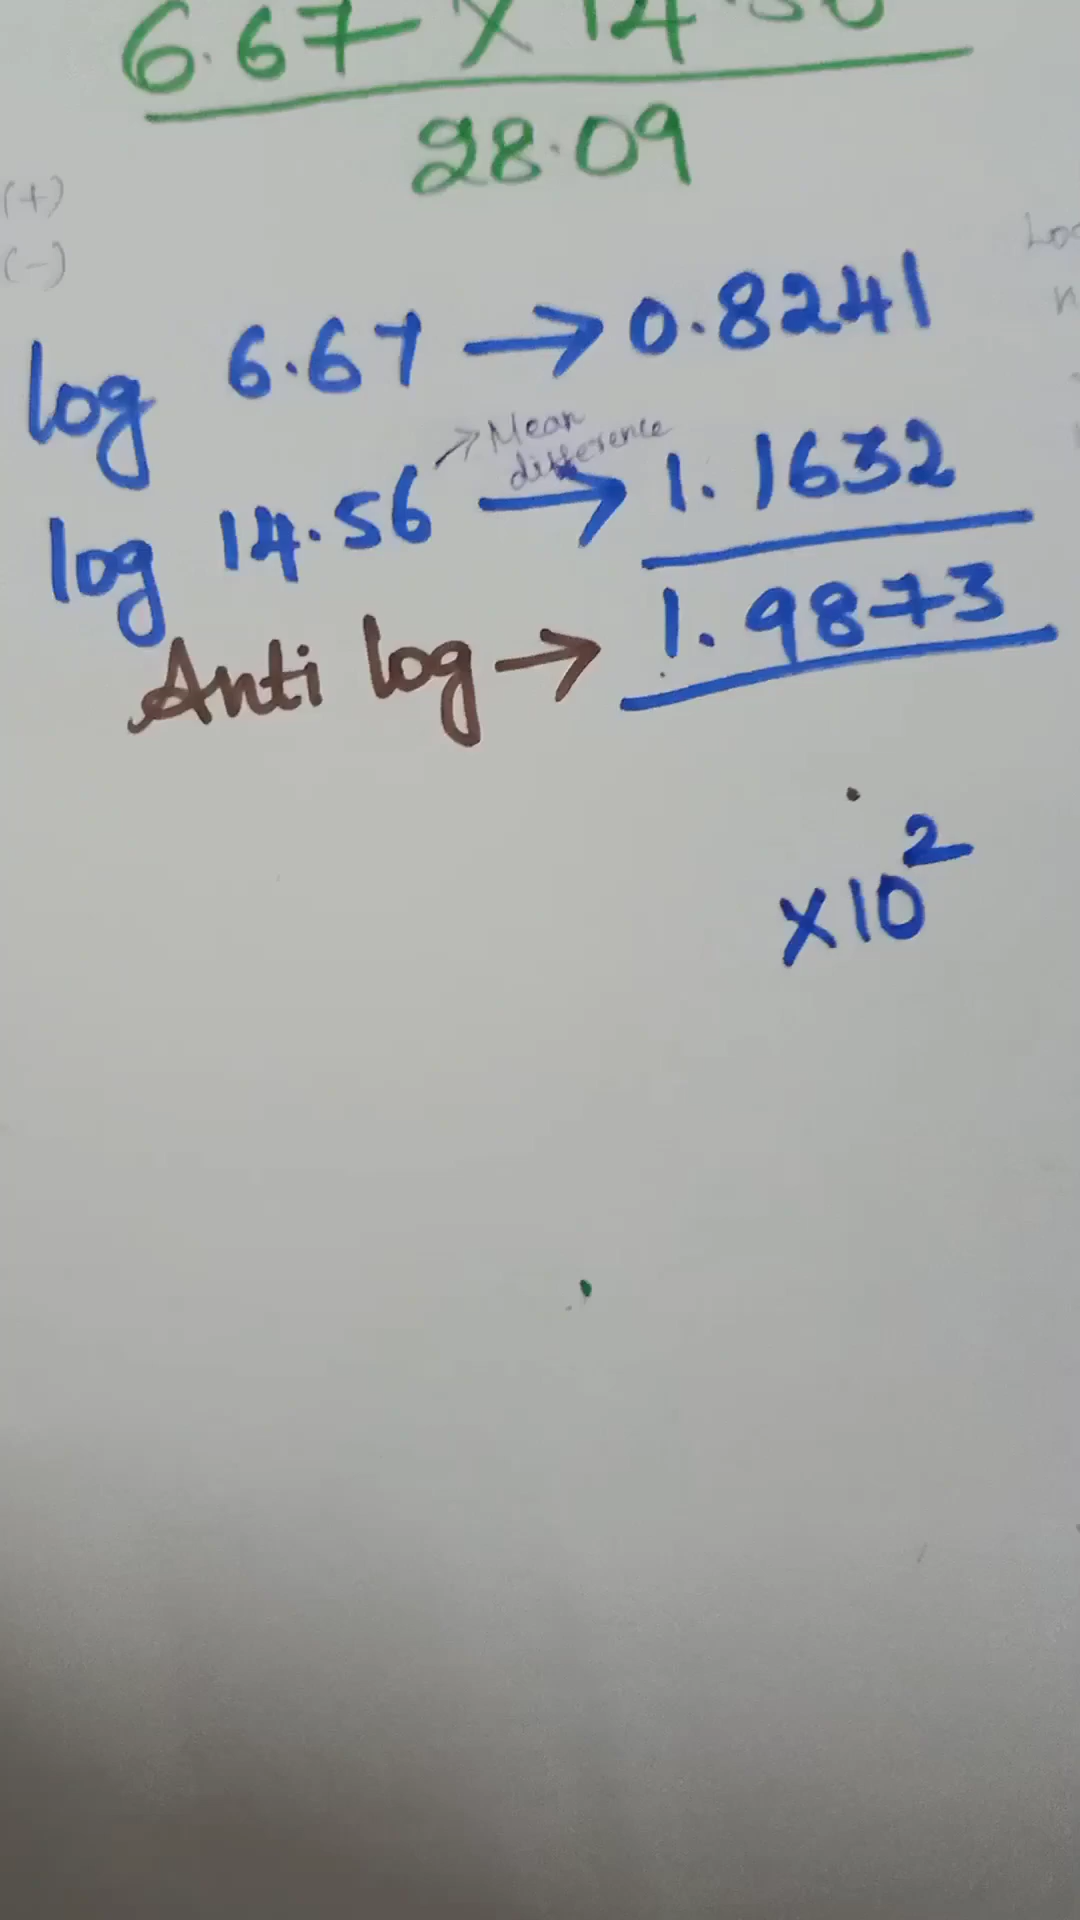 6.67 × 14.56
28.09
(+)
(-)
log 6.67 → 0.8241
→ Mean difference
log 14.56 → 1.1632
Anti log → 1.9873
×10²